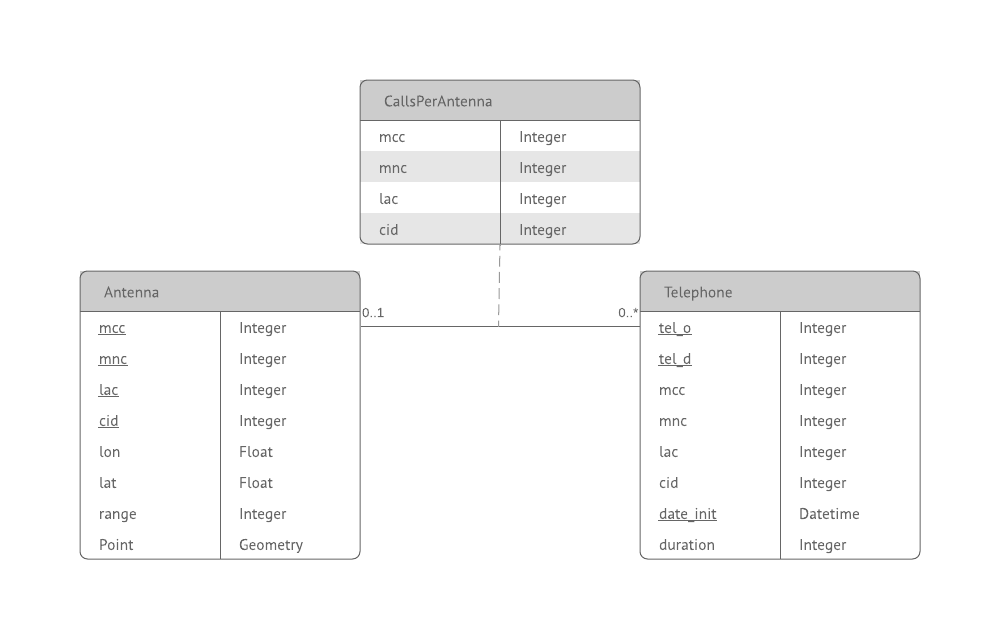 CallsPerAntenna
mcc Integer
mnc Integer
lac Integer
cid Integer
Antenna
mcc Integer
mnc Integer
lac Integer
cid Integer
lon Float
lat Float
range Integer
Point Geometry
0..1
0..*
Telephone
tel_o Integer
tel_d Integer
mcc Integer
mnc Integer
lac Integer
cid Integer
date_init Datetime
duration Integer